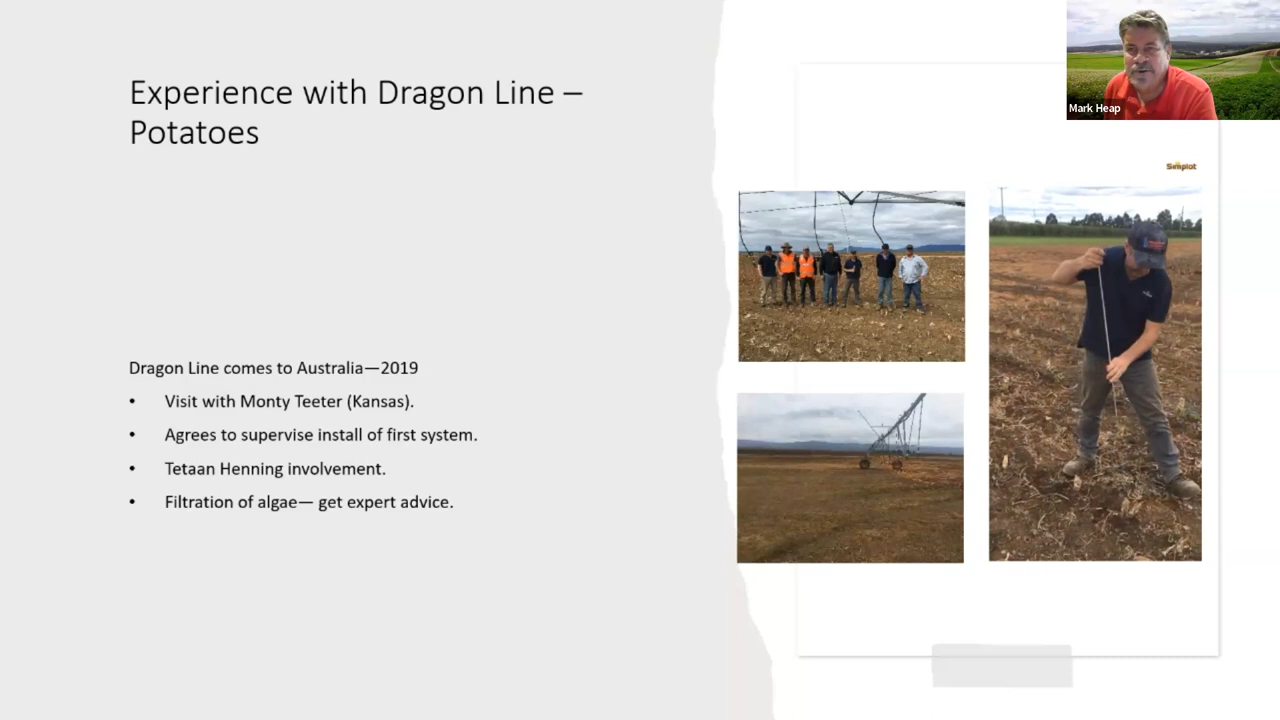 Experience with Dragon Line –
Potatoes
Mark Heap
Simplot
Dragon Line comes to Australia—2019
• Visit with Monty Teeter (Kansas).
• Agrees to supervise install of first system.
• Tetaan Henning involvement.
• Filtration of algae— get expert advice.